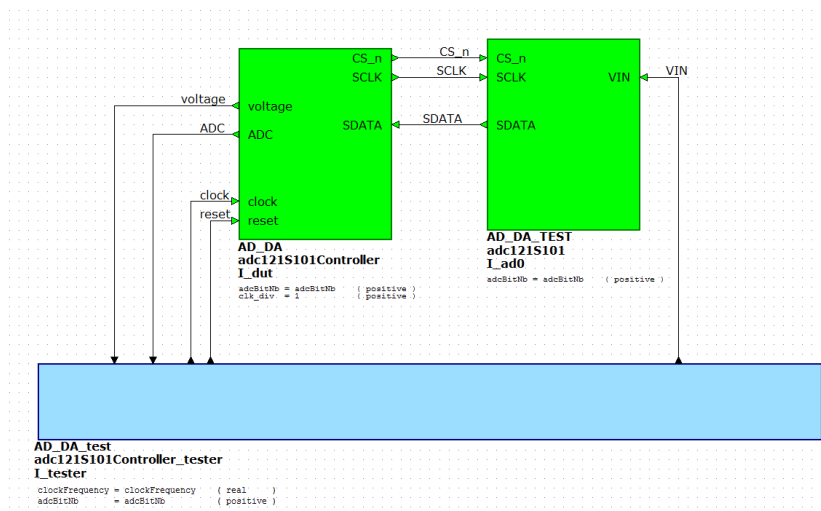 CS_n
SCLK
voltage
SDATA
ADC
clock
reset
CS_n
SCLK
SDATA
CS_n
SCLK
VIN
SDATA
VIN
voltage
ADC
clock
reset
AD_DA
adc121S101Controller
I_dut
adcBitNb = adcBitNb ( positive )
clk_div = 1 ( positive )
AD_DA_TEST
adc121S101
I_ad0
adcBitNb = adcBitNb ( positive )
AD_DA_test
adc121S101Controller_tester
I_tester
clockFrequency = clockFrequency ( real )
adcBitNb = adcBitNb ( positive )